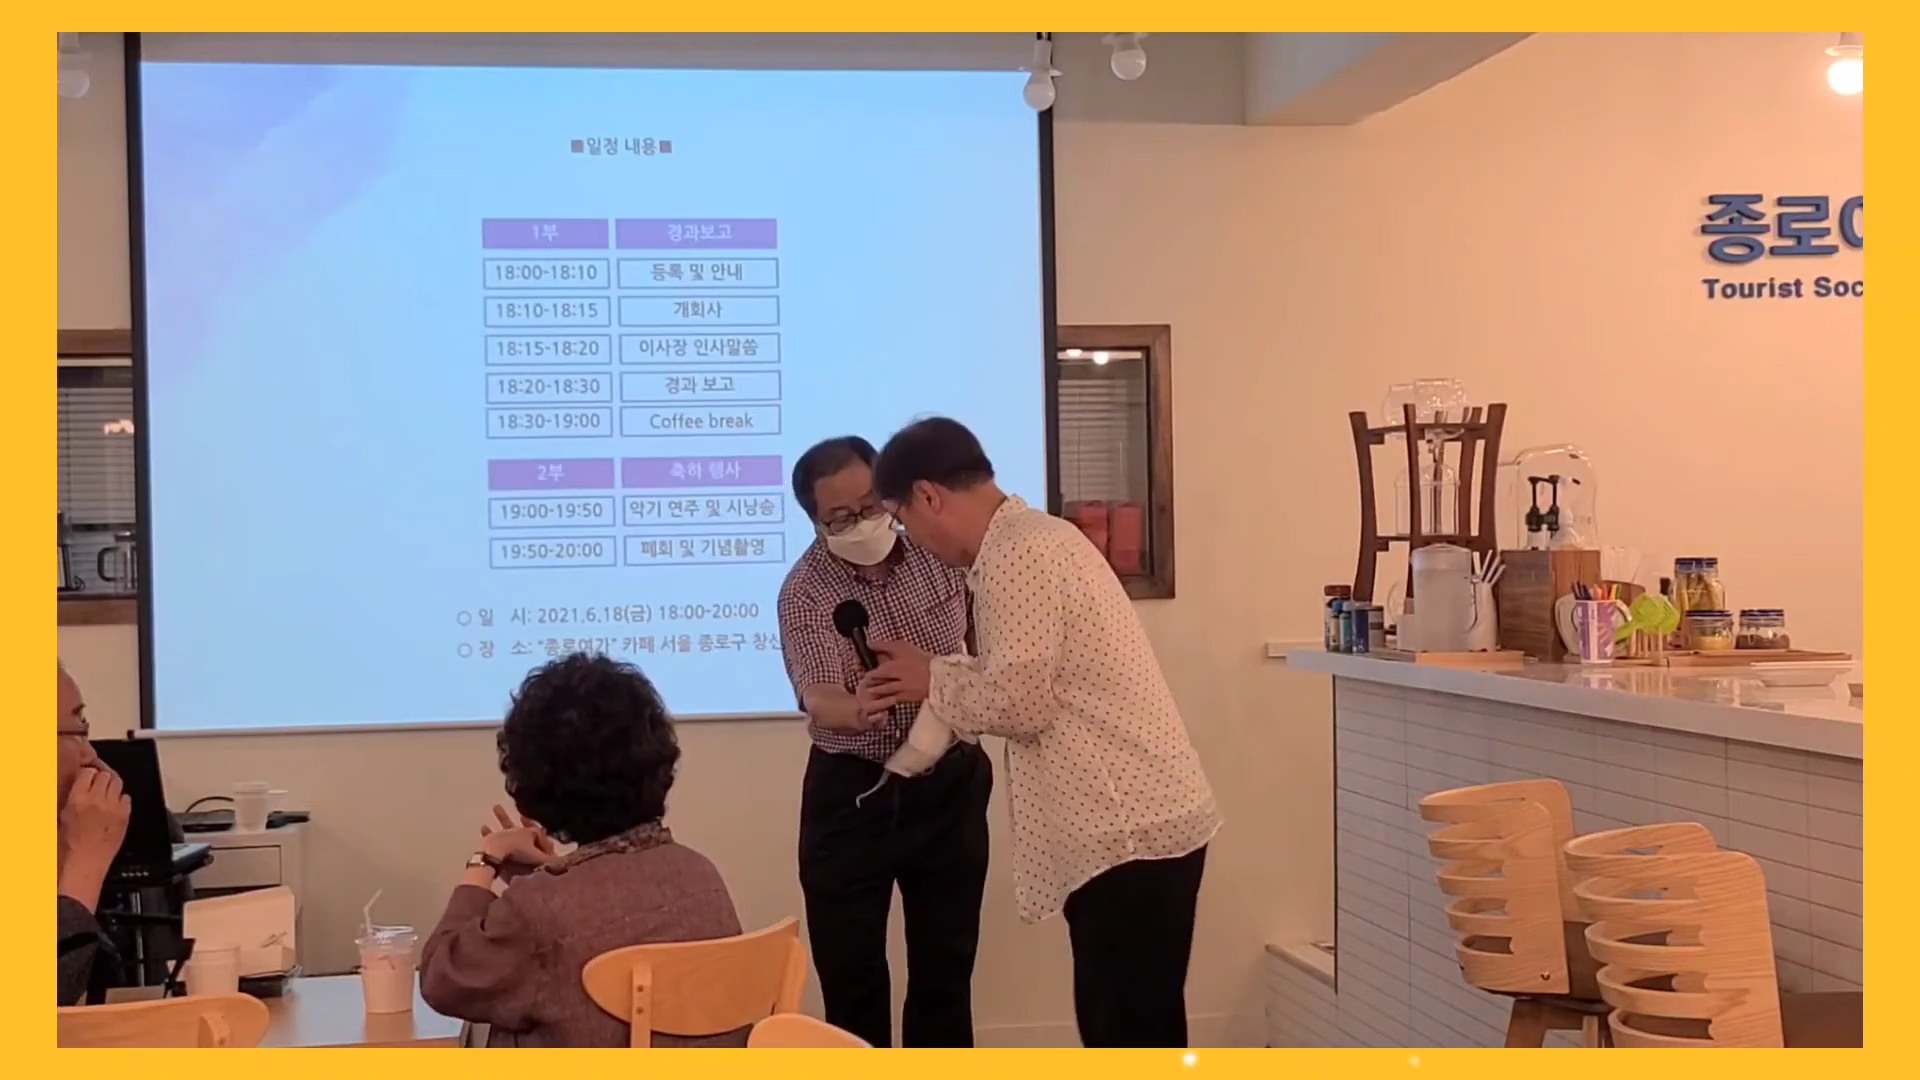 ■일정 내용■
1부 경과보고
18:00-18:10 등록 및 안내
18:10-18:15 개회사
18:15-18:20 이사장 인사말씀
18:20-18:30 경과 보고
18:30-19:00 Coffee break
2부 축하 행사
19:00-19:50 악기 연주 및 시낭송
19:50-20:00 폐회 및 기념촬영
○ 일 시: 2021.6.18(금) 18:00-20:00
○ 장 소: "종로여가" 카페 서울 종로구 창신
종로여
Tourist Soc